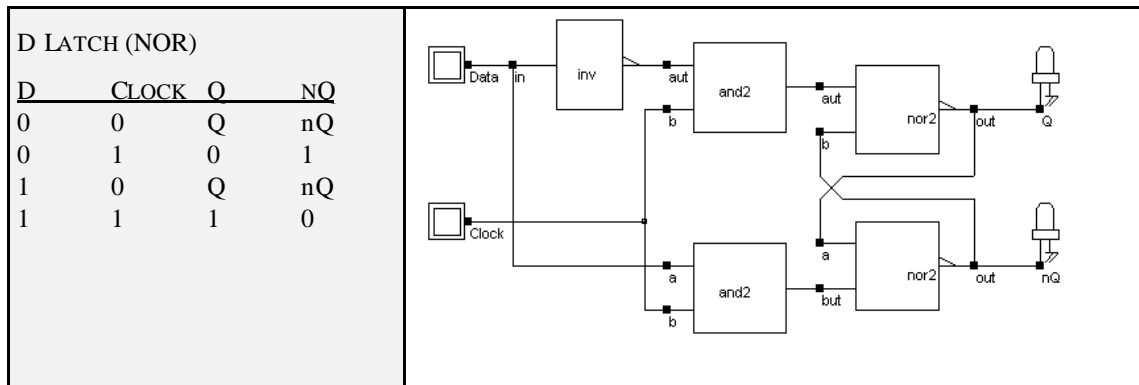 D LATCH (NOR)
D CLOCK Q NQ
0 0 Q nQ
0 1 0 1
1 0 Q nQ
1 1 1 0
Data in inv aut and2 b aut nor2 out Q
b
Clock
a and2 b but a nor2 out nQ